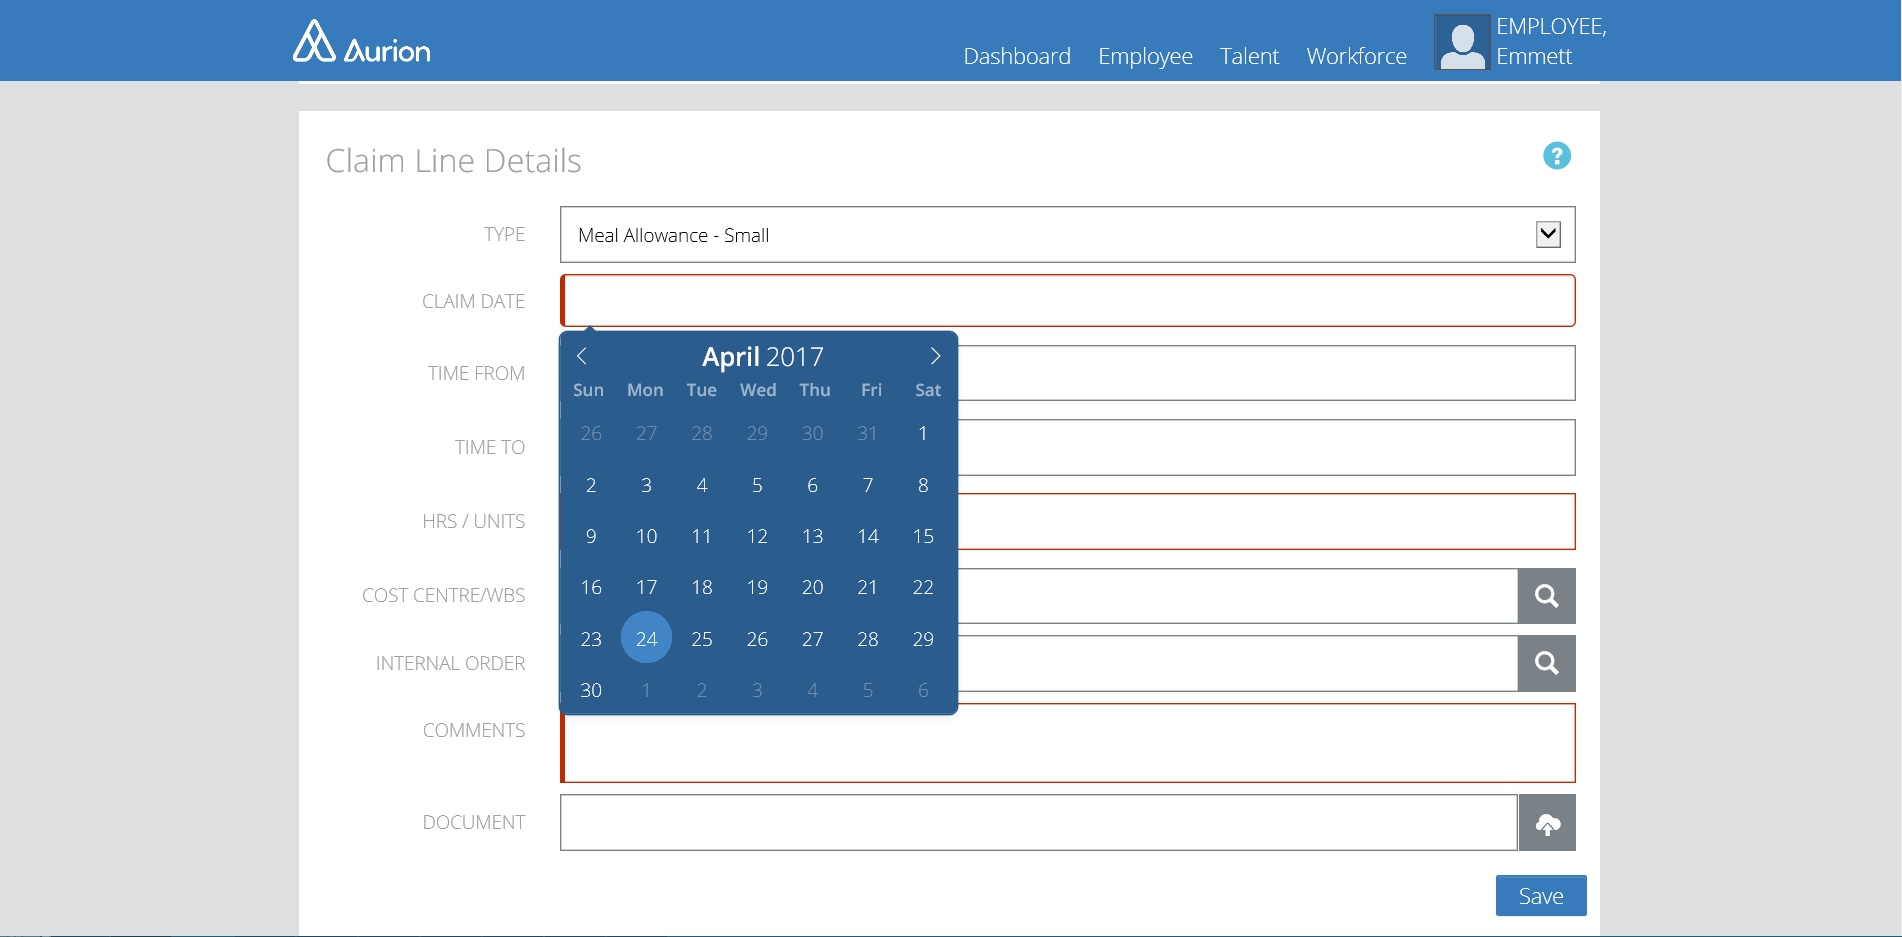 Aurion
Dashboard Employee Talent Workforce
EMPLOYEE,
Emmett
Claim Line Details
?
TYPE
Meal Allowance - Small
CLAIM DATE
April 2017
Sun Mon Tue Wed Thu Fri Sat
26 27 28 29 30 31 1
2 3 4 5 6 7 8
9 10 11 12 13 14 15
16 17 18 19 20 21 22
23 24 25 26 27 28 29
30 1 2 3 4 5 6
TIME FROM
TIME TO
HRS / UNITS
COST CENTRE/WBS
INTERNAL ORDER
COMMENTS
DOCUMENT
Save